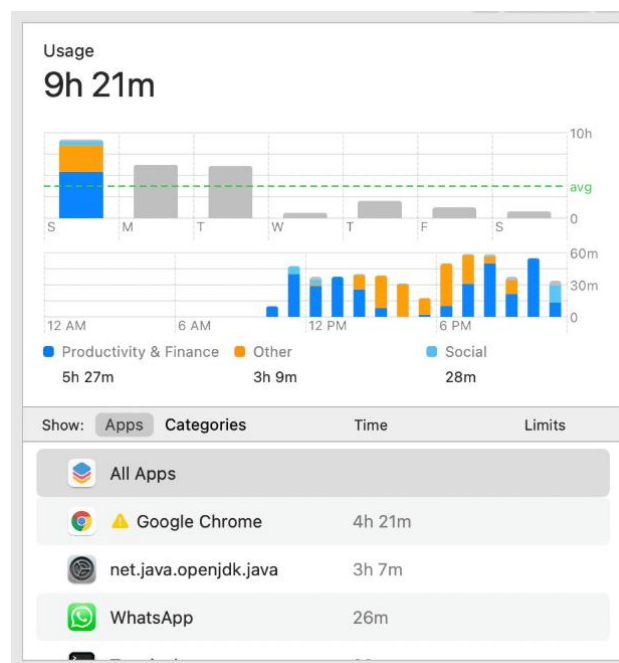 Usage
9h 21m
10h
avg
0
S M T W T F S
60m
30m
0
12 AM 6 AM 12 PM 6 PM
Productivity & Finance Other Social
5h 27m 3h 9m 28m
Show: Apps Categories Time Limits
All Apps
Google Chrome 4h 21m
net.java.openjdk.java 3h 7m
WhatsApp 26m